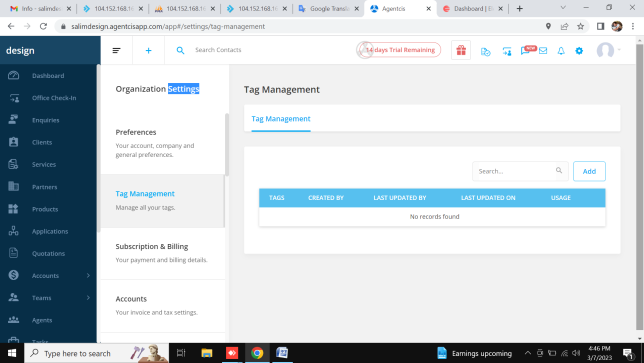 Info - salimdesv
104.152.168.1
104.152.168.1
104.152.168.1
Google Transla
Agentcis
Dashboard | Bl
salimdesign.agentcisapp.com/app#/settings/tag-management
design
Search Contacts
14 days Trial Remaining
NEW
Dashboard
Office Check-In
Enquiries
Clients
Services
Partners
Products
Applications
Quotations
Accounts
Teams
Agents
Tasks
Organization Settings
Preferences
Your account, company and
general preferences.
Tag Management
Manage all your tags.
Subscription & Billing
Your payment and billing details.
Accounts
Your invoice and tax settings.
Tag Management
Tag Management
Search...
Add
TAGS CREATED BY LAST UPDATED BY LAST UPDATED ON USAGE
No records found
Type here to search
Earnings upcoming
4:46 PM
3/7/2023